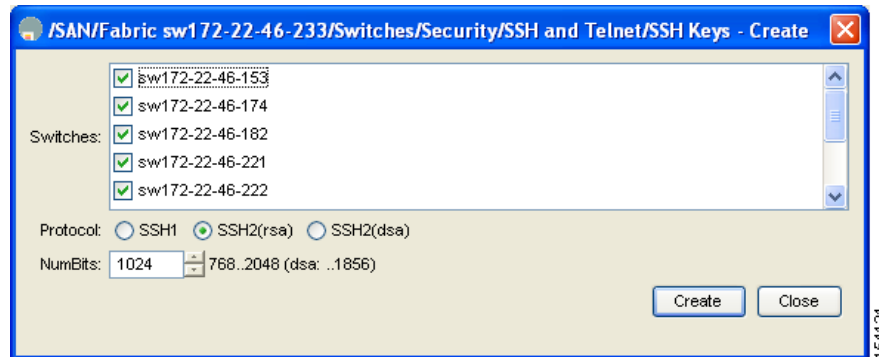 /SAN/Fabric sw172-22-46-233/Switches/Security/SSH and Telnet/SSH Keys - Create
Switches:
sw172-22-46-153
sw172-22-46-174
sw172-22-46-182
sw172-22-46-221
sw172-22-46-222
Protocol: SSH1 SSH2(rsa) SSH2(dsa)
NumBits: 1024 768..2048 (dsa: ..1856)
Create Close